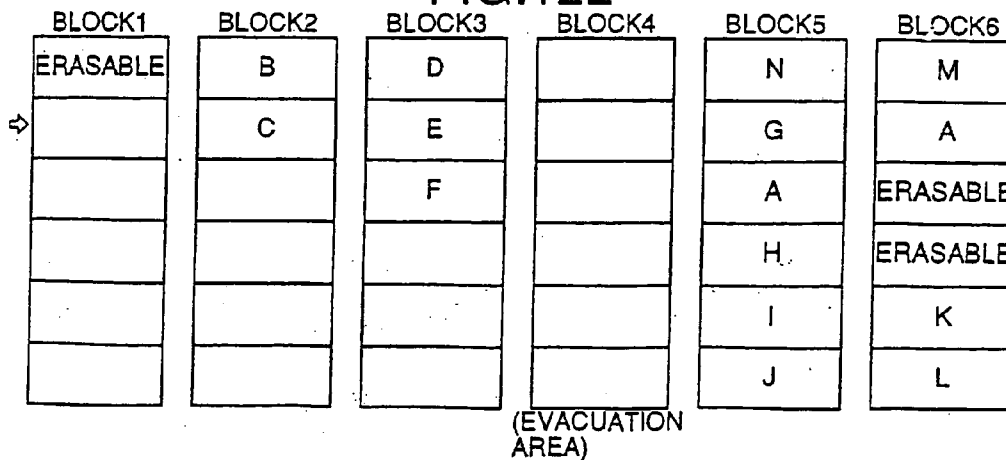 BLOCK1 BLOCK2 BLOCK3 BLOCK4 BLOCK5 BLOCK6
ERASABLE B D N M
C E G A
F A ERASABLE
H ERASABLE
I K
J L
(EVACUATION
AREA)